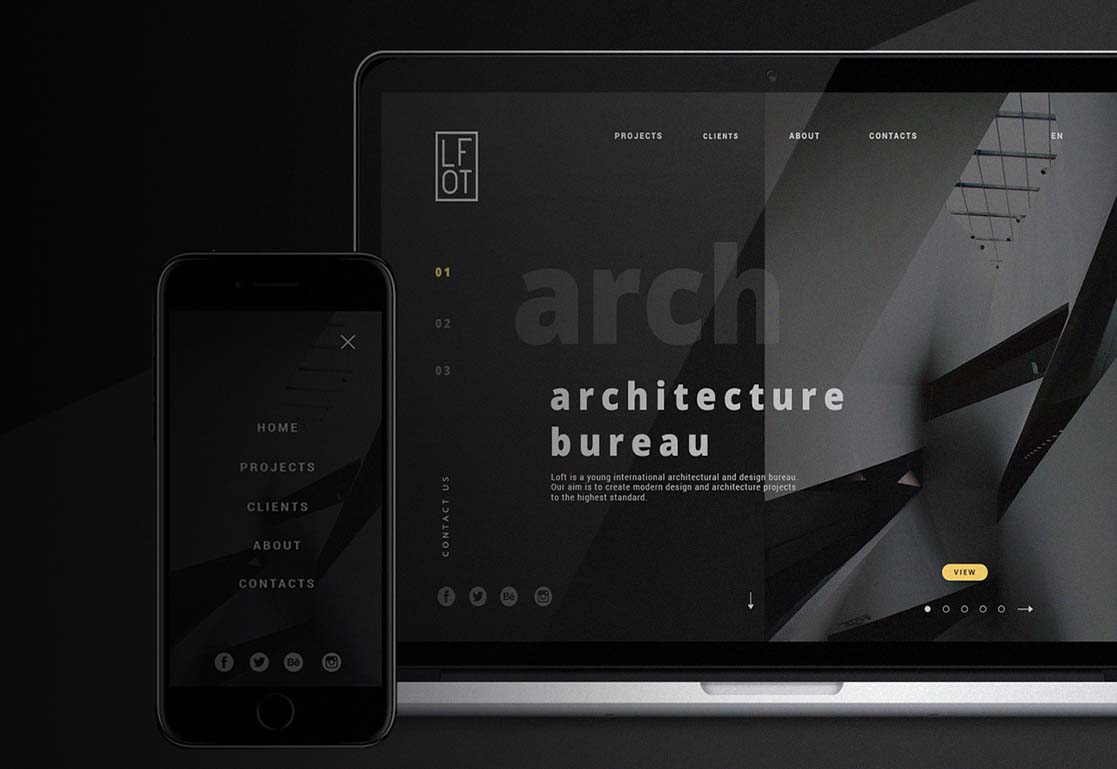 PROJECTS
CLIENTS
ABOUT
CONTACTS
EN
LF
OT
01
02
03
arch
architecture
bureau
Loft is a young international architectural and design bureau.
Our aim is to create modern design and architecture projects
to the highest standard.
CONTACT US
f
Bē
VIEW
HOME
PROJECTS
CLIENTS
ABOUT
CONTACTS
f
Bē